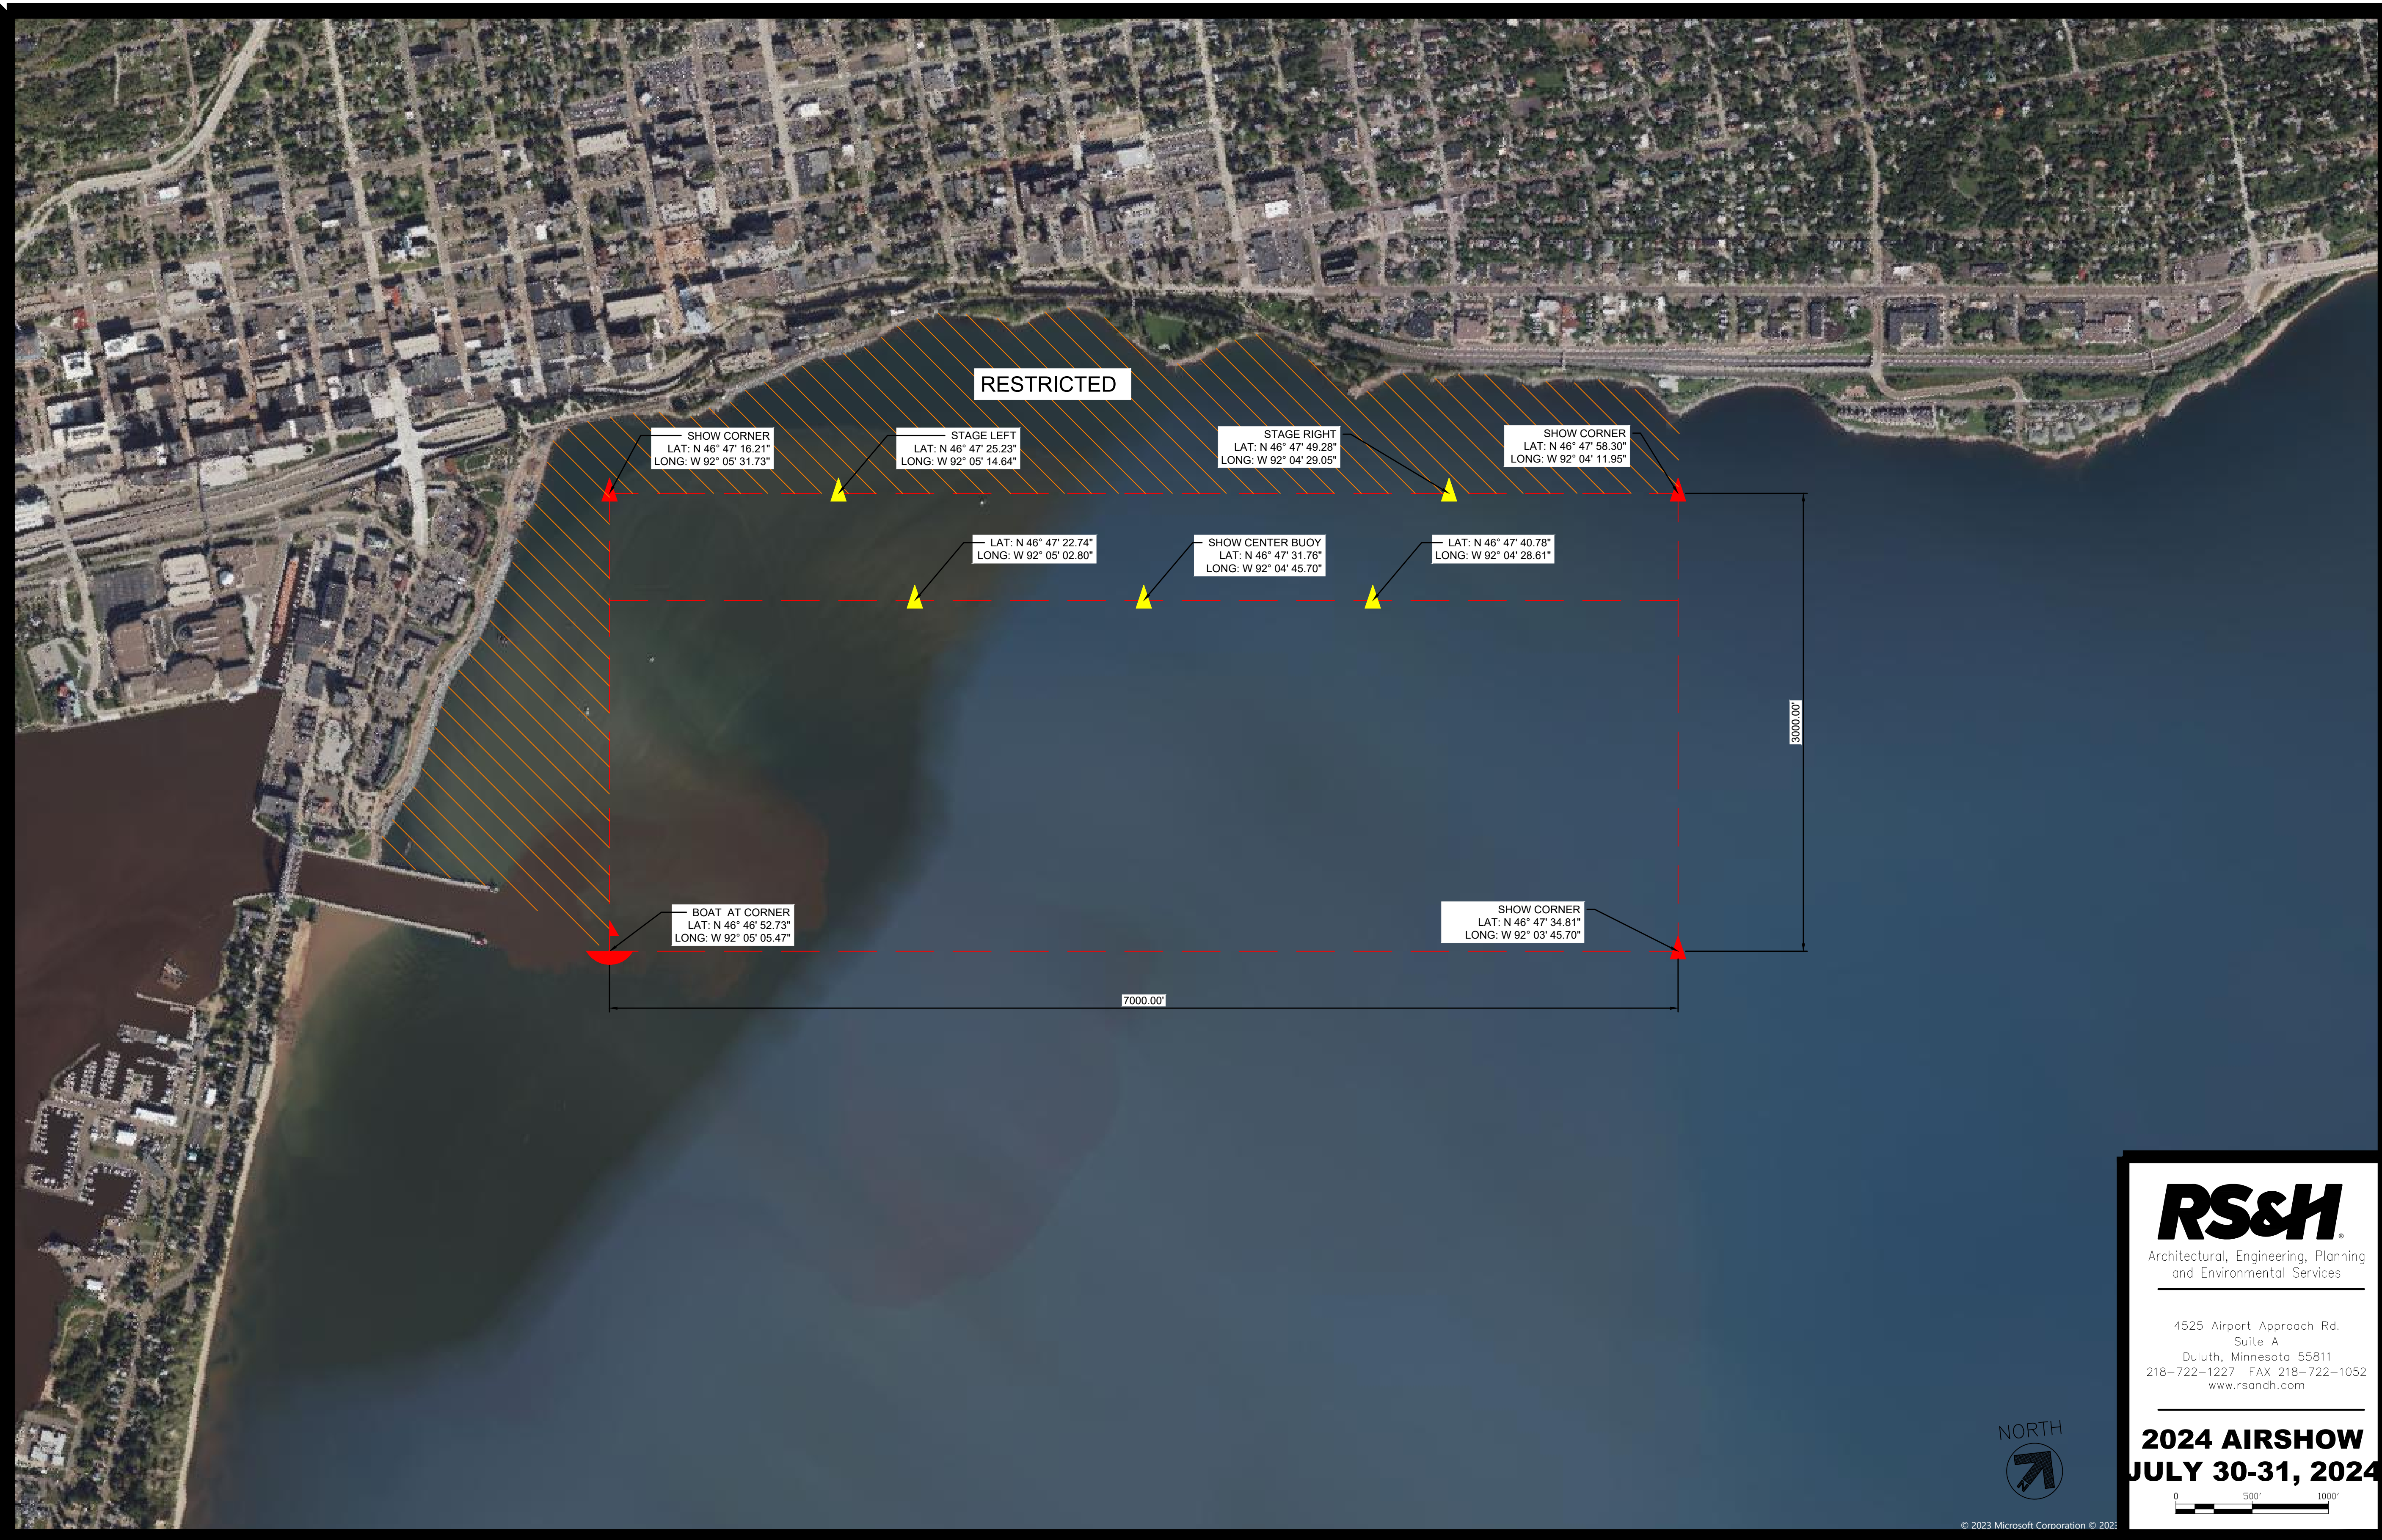 RESTRICTED
SHOW CORNER
LAT: N 46° 47' 16.21"
LONG: W 92° 05' 31.73"
STAGE LEFT
LAT: N 46° 47' 25.23"
LONG: W 92° 05' 14.64"
STAGE RIGHT
LAT: N 46° 47' 49.28"
LONG: W 92° 04' 29.05"
SHOW CORNER
LAT: N 46° 47' 58.30"
LONG: W 92° 04' 11.95"
LAT: N 46° 47' 22.74"
LONG: W 92° 05' 02.80"
SHOW CENTER BUOY
LAT: N 46° 47' 31.76"
LONG: W 92° 04' 45.70"
LAT: N 46° 47' 40.78"
LONG: W 92° 04' 28.61"
3000.00'
BOAT AT CORNER
LAT: N 46° 46' 52.73"
LONG: W 92° 05' 05.47"
SHOW CORNER
LAT: N 46° 47' 34.81"
LONG: W 92° 03' 45.70"
7000.00'
RS&H®
Architectural, Engineering, Planning
and Environmental Services
4525 Airport Approach Rd.
Suite A
Duluth, Minnesota 55811
218-722-1227 FAX 218-722-1052
www.rsandh.com
NORTH
2024 AIRSHOW
JULY 30-31, 2024
0 500' 1000'
© 2023 Microsoft Corporation © 2023